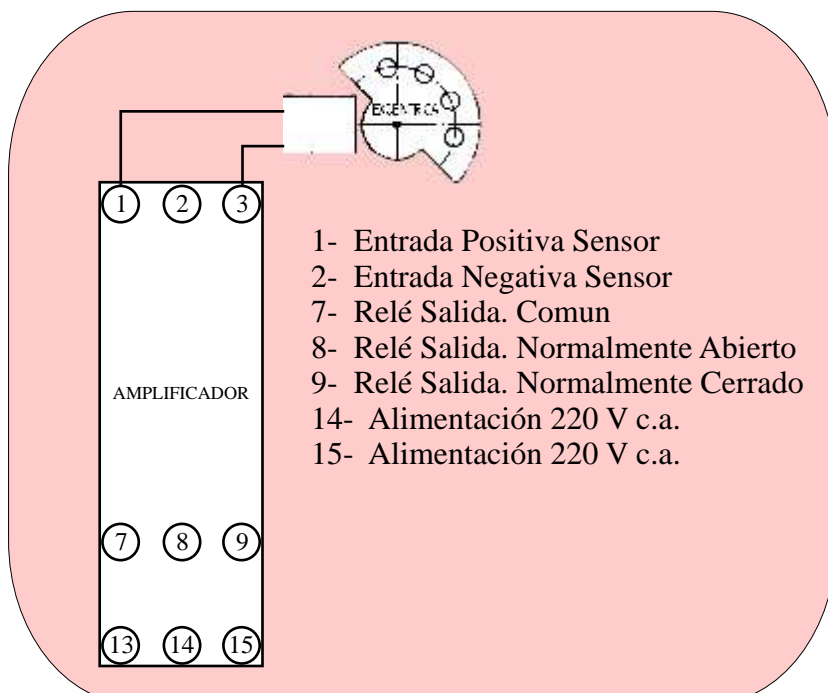 EXCÉNTRICA
1 2 3
1- Entrada Positiva Sensor
2- Entrada Negativa Sensor
7- Relé Salida. Comun
8- Relé Salida. Normalmente Abierto
9- Relé Salida. Normalmente Cerrado
14- Alimentación 220 V c.a.
15- Alimentación 220 V c.a.
AMPLIFICADOR
7 8 9
13 14 15